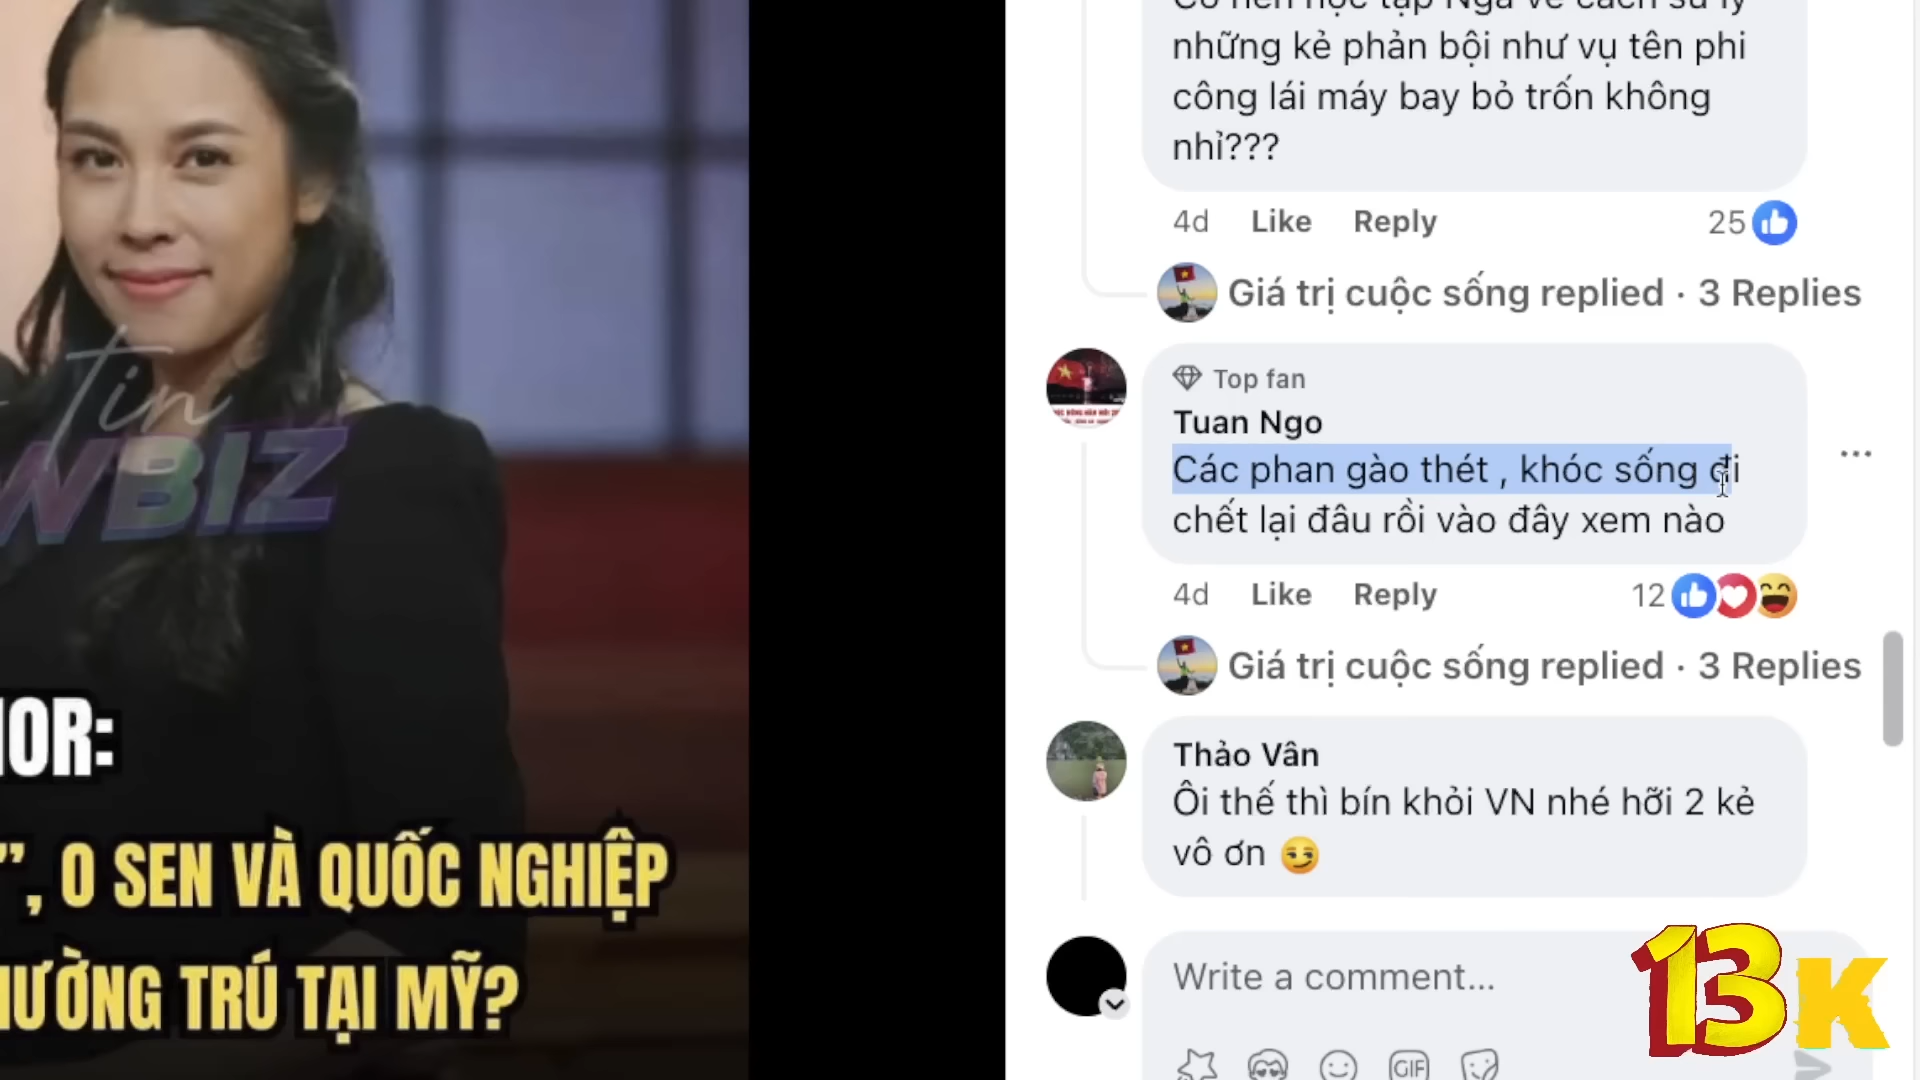 những kẻ phản bội như vụ tên phi
công lái máy bay bỏ trốn không
nhỉ???
4d Like Reply 25
Giá trị cuộc sống replied · 3 Replies
Top fan
Tuan Ngo
Các phan gào thét , khóc sống đi
chết lại đâu rồi vào đây xem nào
4d Like Reply 12
Giá trị cuộc sống replied · 3 Replies
Thảo Vân
Ôi thế thì bín khỏi VN nhé hỡi 2 kẻ
vô ơn
Write a comment...
GIF
13K
Tin
WBIZ
IOR:
”, O SEN VÀ QUỐC NGHIỆP
HƯỜNG TRÚ TẠI MỸ?